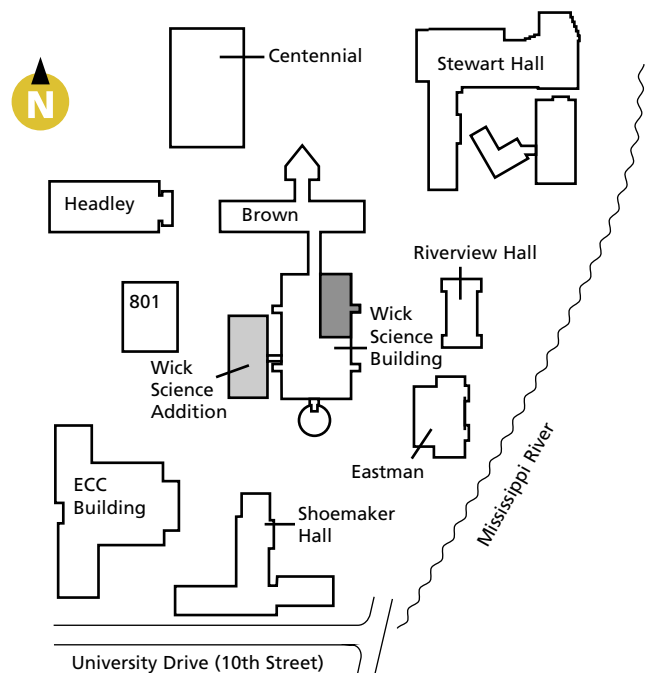 Centennial
Stewart Hall
N
Headley
Brown
Riverview Hall
801
Wick
Science
Building
Wick
Science
Addition
Eastman
ECC
Building
Shoemaker
Hall
Mississippi River
University Drive (10th Street)